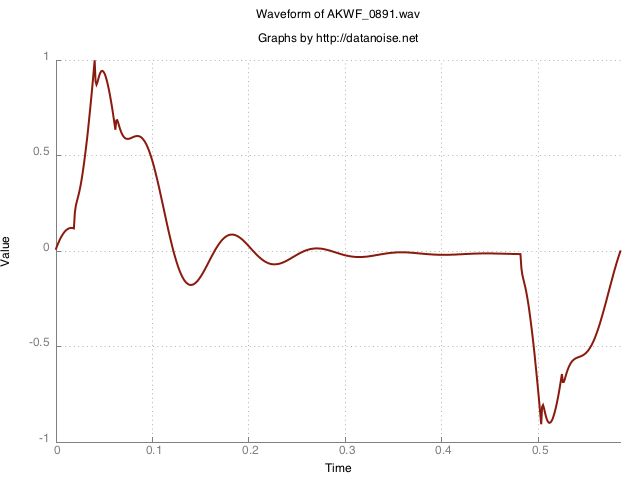 Waveform of AKWF_0891.wav
Graphs by http://datanoise.net
1
0.5
0
-0.5
-1
Value
0 0.1 0.2 0.3 0.4 0.5
Time